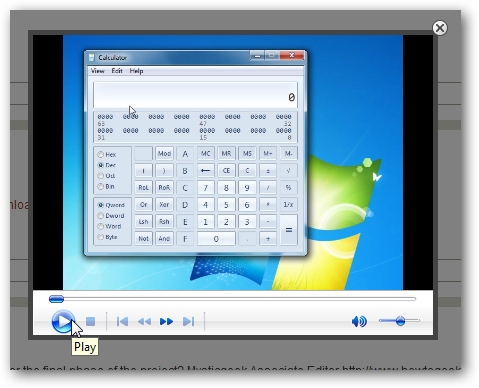 Calculator
View Edit Help
0
0000 0000 0000 0000 0000 0000 0000 0000
63 47 32
0000 0000 0000 0000 0000 0000 0000 0000
31 15 0
Hex Mod A MC MR MS M+ M-
Dec ( ) B ← CE C ± √
Oct RoL RoR C 7 8 9 / %
Bin
Qword Or Xor D 4 5 6 * 1/x
Dword Lsh Rsh E 1 2 3 - =
Word
Byte Not And F 0 . +
nloa
Play
or the final phase of the project? Mysticgeek Associate Editor http://www.howtogeek